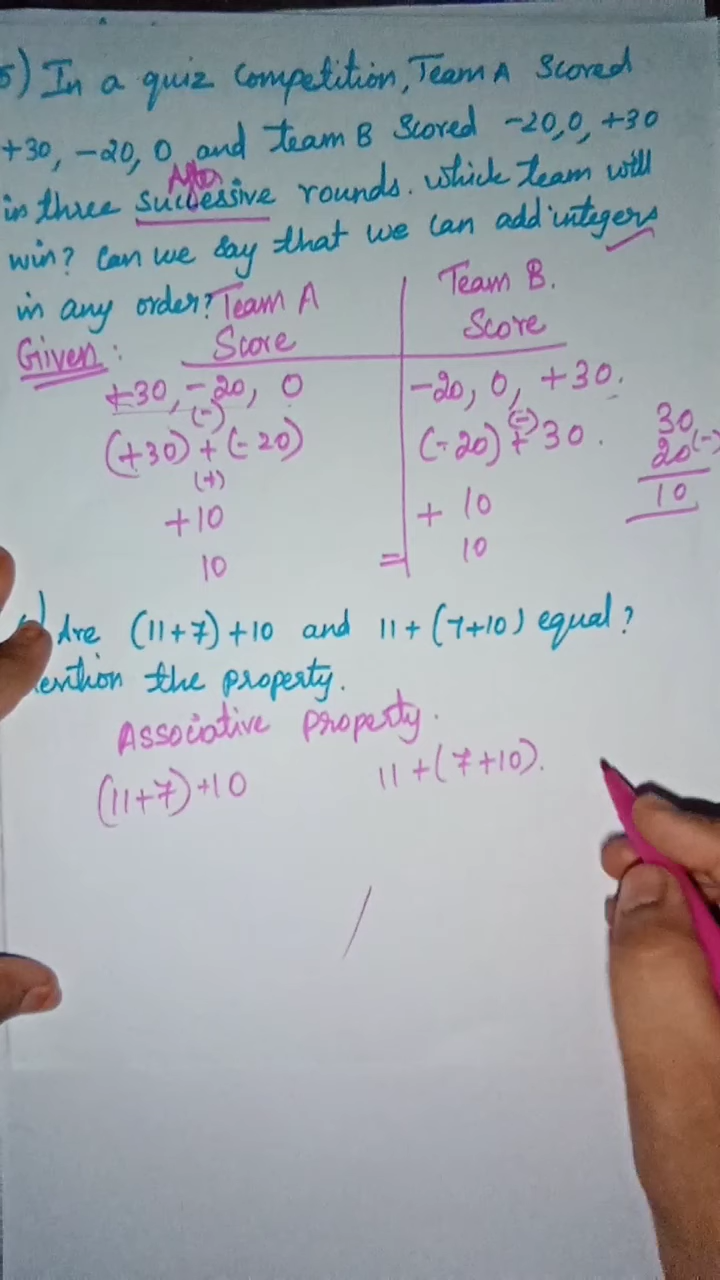 5) In a quiz competition, Team A Scored
+30, -20, 0 and team B Scored -20,0, +30
After
in three successive rounds. which team will
win? Can we say that we can add integers
in any order?
Team A Team B.
Given: Score Score
+30, -20, 0 -20, 0, +30.
(-) (-)
(+30) + (-20) (-20) + 30. 30
(+) 20(-)
+10 + 10 10
10 = 10
Are (11+7)+10 and 11+(7+10) equal?
ention the property.
Associative property.
(11+7)+10 11+(7+10).